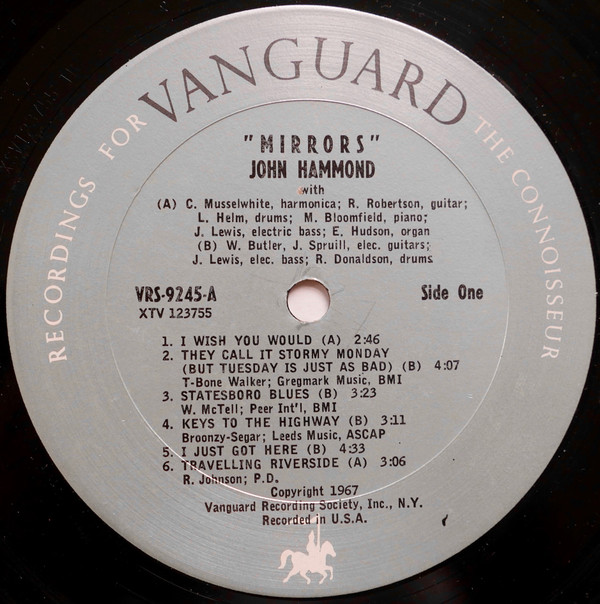 RECORDINGS FOR VANGUARD THE CONNOISSEUR
"MIRRORS"
JOHN HAMMOND
with
(A) C. Musselwhite, harmonica; R. Robertson, guitar;
L. Helm, drums; M. Bloomfield, piano;
J. Lewis, electric bass; E. Hudson, organ
(B) W. Butler, J. Spruill, elec. guitars;
J. Lewis, elec. bass; R. Donaldson, drums
VRS-9245-A
Side One
XTV 123755
1. I WISH YOU WOULD (A) 2:46
2. THEY CALL IT STORMY MONDAY
(BUT TUESDAY IS JUST AS BAD) (B) 4:07
T-Bone Walker; Gregmark Music, BMI
3. STATESBORO BLUES (B) 3:23
W. McTell; Peer Int'l, BMI
4. KEYS TO THE HIGHWAY (B) 3:11
Broonzy-Segar; Leeds Music, ASCAP
5. I JUST GOT HERE (B) 4:33
6. TRAVELLING RIVERSIDE (A) 3:06
R. Johnson; P.D.
Copyright 1967
Vanguard Recording Society, Inc., N.Y.
Recorded in U.S.A.